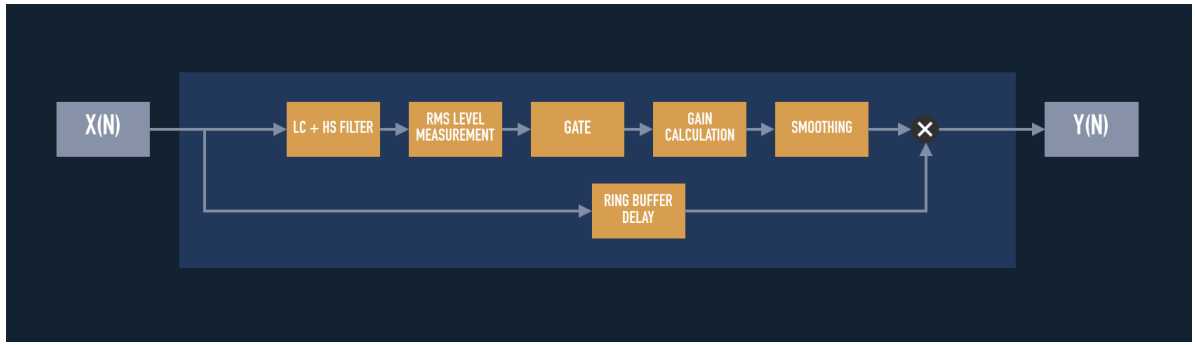 X(N)
LC + HS FILTER
RMS LEVEL
MEASUREMENT
GATE
GAIN
CALCULATION
SMOOTHING
Y(N)
RING BUFFER
DELAY